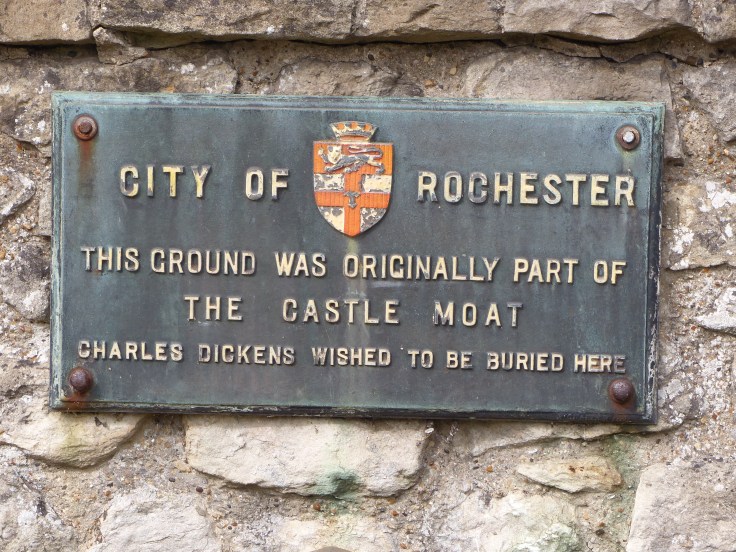 CITY OF ROCHESTER
THIS GROUND WAS ORIGINALLY PART OF
THE CASTLE MOAT
CHARLES DICKENS WISHED TO BE BURIED HERE